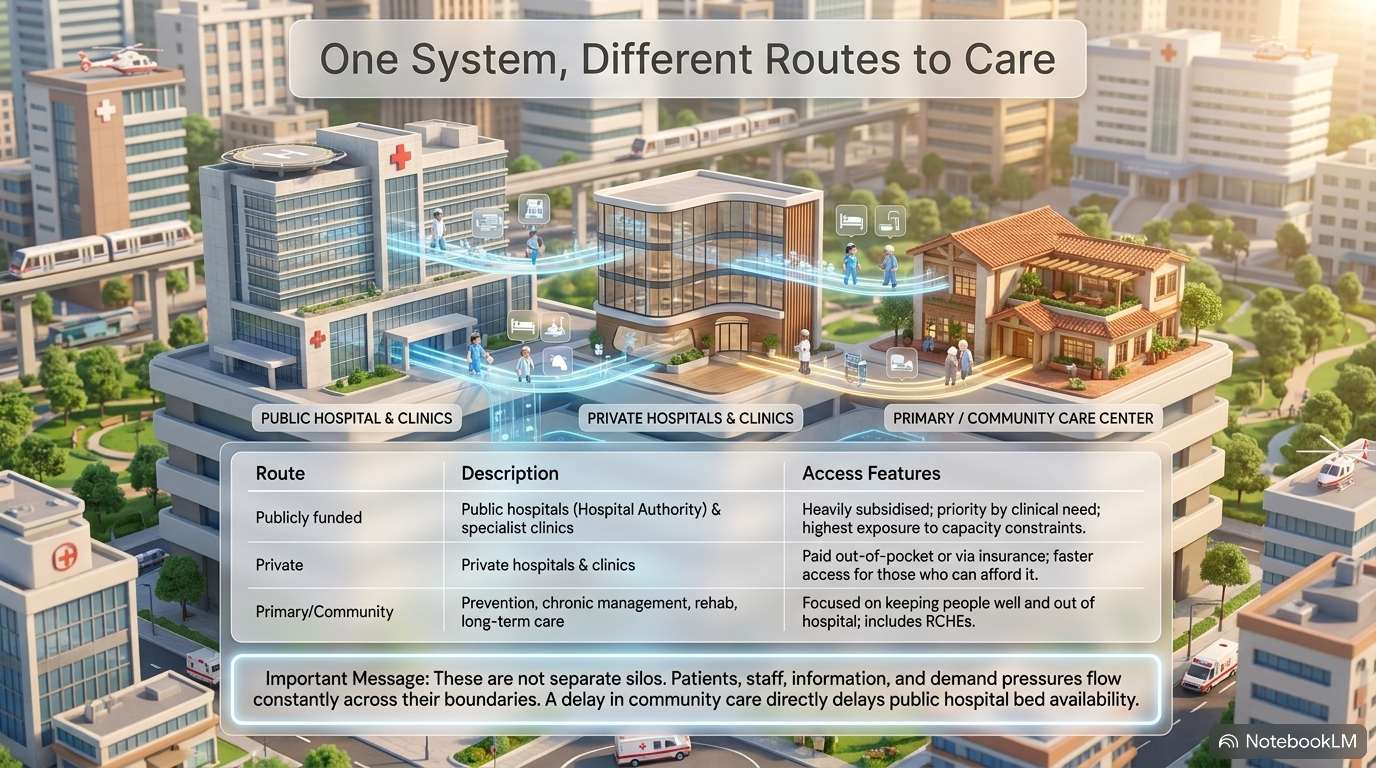 One System, Different Routes to Care
H
PUBLIC HOSPITAL & CLINICS
PRIVATE HOSPITALS & CLINICS
PRIMARY / COMMUNITY CARE CENTER
Route
Description
Access Features
Publicly funded
Public hospitals (Hospital Authority) &
specialist clinics
Heavily subsidised; priority by clinical need;
highest exposure to capacity constraints.
Private
Private hospitals & clinics
Paid out-of-pocket or via insurance; faster
access for those who can afford it.
Primary/Community
Prevention, chronic management, rehab,
long-term care
Focused on keeping people well and out of
hospital; includes RCHEs.
Important Message: These are not separate silos. Patients, staff, information, and demand pressures flow
constantly across their boundaries. A delay in community care directly delays public hospital bed availability.
NotebookLM